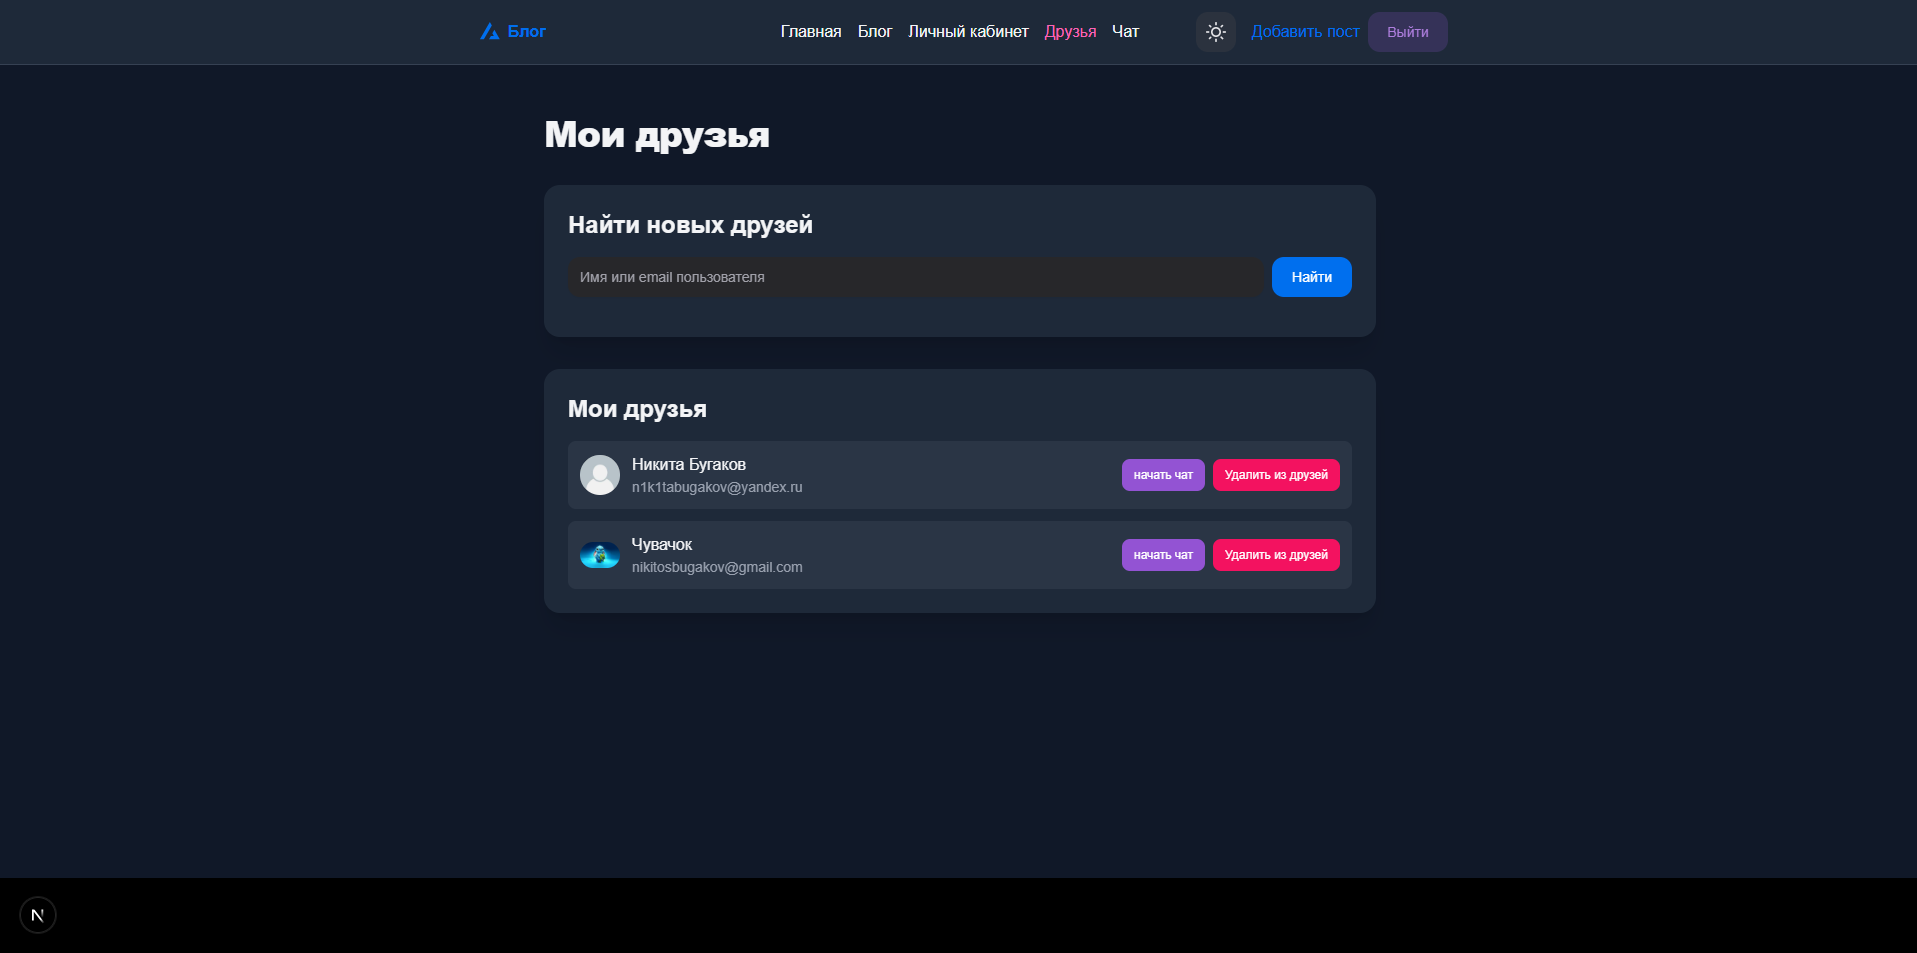 Блог
Главная Блог Личный кабинет Друзья Чат
Добавить пост Выйти
Мои друзья
Найти новых друзей
Имя или email пользователя Найти
Мои друзья
Никита Бугаков
n1k1tabugakov@yandex.ru
начать чат Удалить из друзей
Чувачок
nikitosbugakov@gmail.com
начать чат Удалить из друзей
N